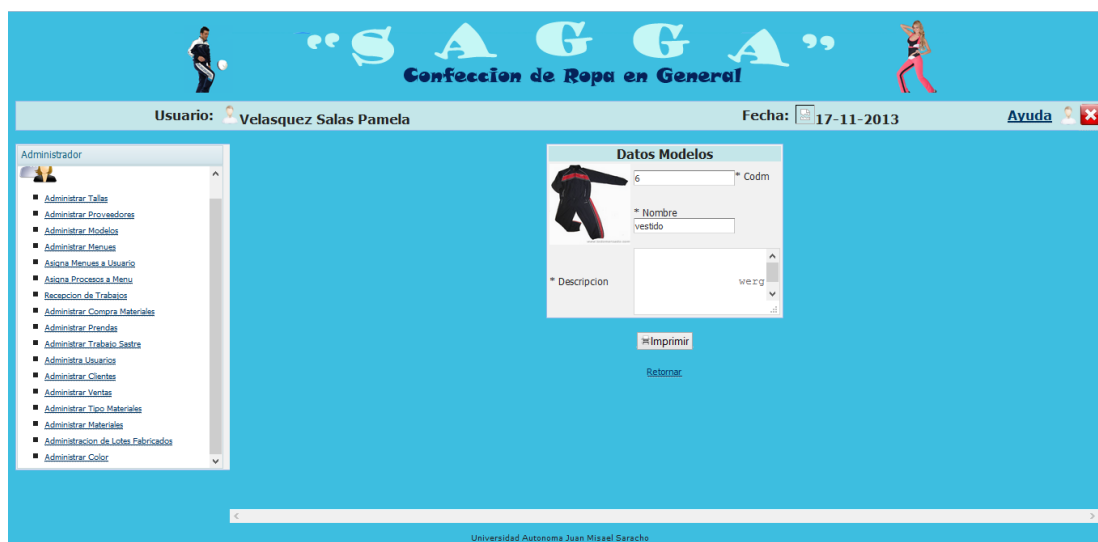 “S A G G A”
Confeccion de Ropa en General
Usuario: Velasquez Salas Pamela
Fecha: 17-11-2013
Ayuda
Administrador
Administrar Tallas
Administrar Proveedores
Administrar Modelos
Administrar Menues
Asigna Menues a Usuario
Asigna Procesos a Menu
Recepcion de Trabajos
Administrar Compra Materiales
Administrar Prendas
Administrar Trabajo Sastre
Administra Usuarios
Administrar Clientes
Administrar Ventas
Administrar Tipo Materiales
Administrar Materiales
Administracion de Lotes Fabricados
Administrar Color
Datos Modelos
6 * Codm
* Nombre
vestido
* Descripcion werg
Imprimir
Retornar
Universidad Autonoma Juan Misael Saracho